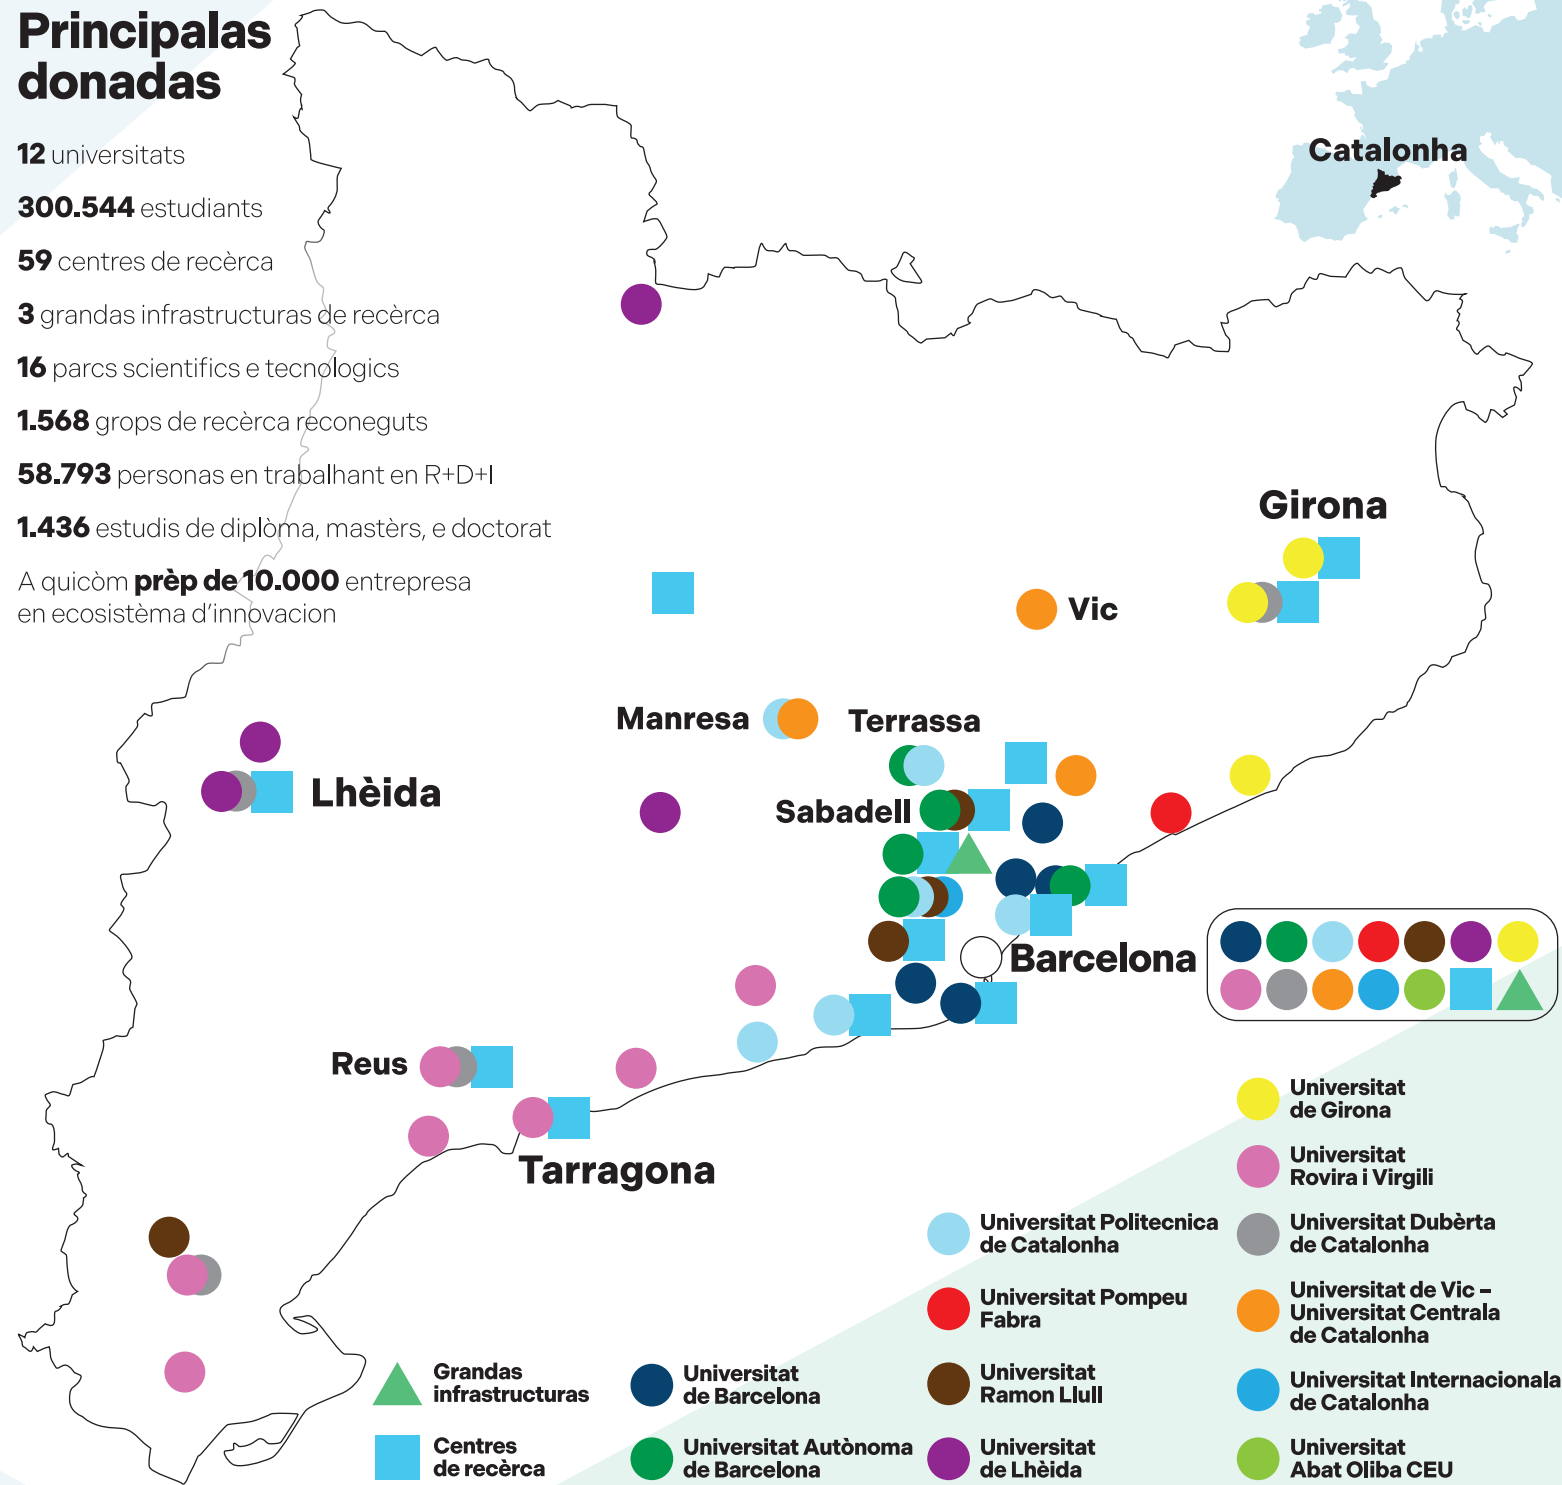 Principalas
donadas
12 universitats
300.544 estudiants
59 centres de recèrca
3 grandas infrastructuras de recèrca
16 parcs scientifics e tecnologics
1.568 grops de recèrca reconeguts
58.793 personas en trabalhant en R+D+I
1.436 estudis de diplòma, mastèrs, e doctorat
A quicòm prèp de 10.000 entrepresa
en ecosistèma d’innovacion
Catalonha
Girona
Vic
Manresa
Terrassa
Lhèida
Sabadell
Barcelona
Reus
Tarragona
Grandas
infrastructuras
Centres
de recèrca
Universitat
de Barcelona
Universitat Autònoma
de Barcelona
Universitat Politecnica
de Catalonha
Universitat Pompeu
Fabra
Universitat
Ramon Llull
Universitat
de Lhèida
Universitat
de Girona
Universitat
Rovira i Virgili
Universitat Dubèrta
de Catalonha
Universitat de Vic –
Universitat Centrala
de Catalonha
Universitat Internacionala
de Catalonha
Universitat
Abat Oliba CEU